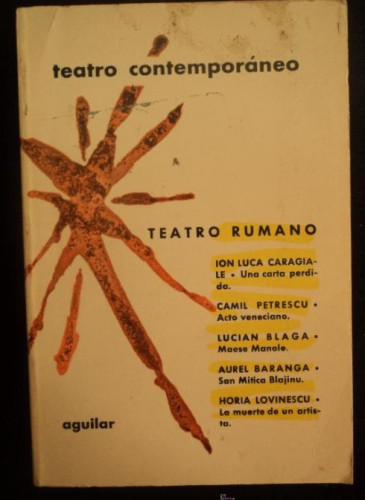 teatro contemporáneo
TEATRO RUMANO
ION LUCA CARAGIA-
LE • Una carta perdi-
da.
CAMIL PETRESCU •
Acto veneciano.
LUCIAN BLAGA •
Maese Manole.
AUREL BARANGA •
San Mitica Blajinu.
HORIA LOVINESCU •
La muerte de un artis-
ta.
aguilar